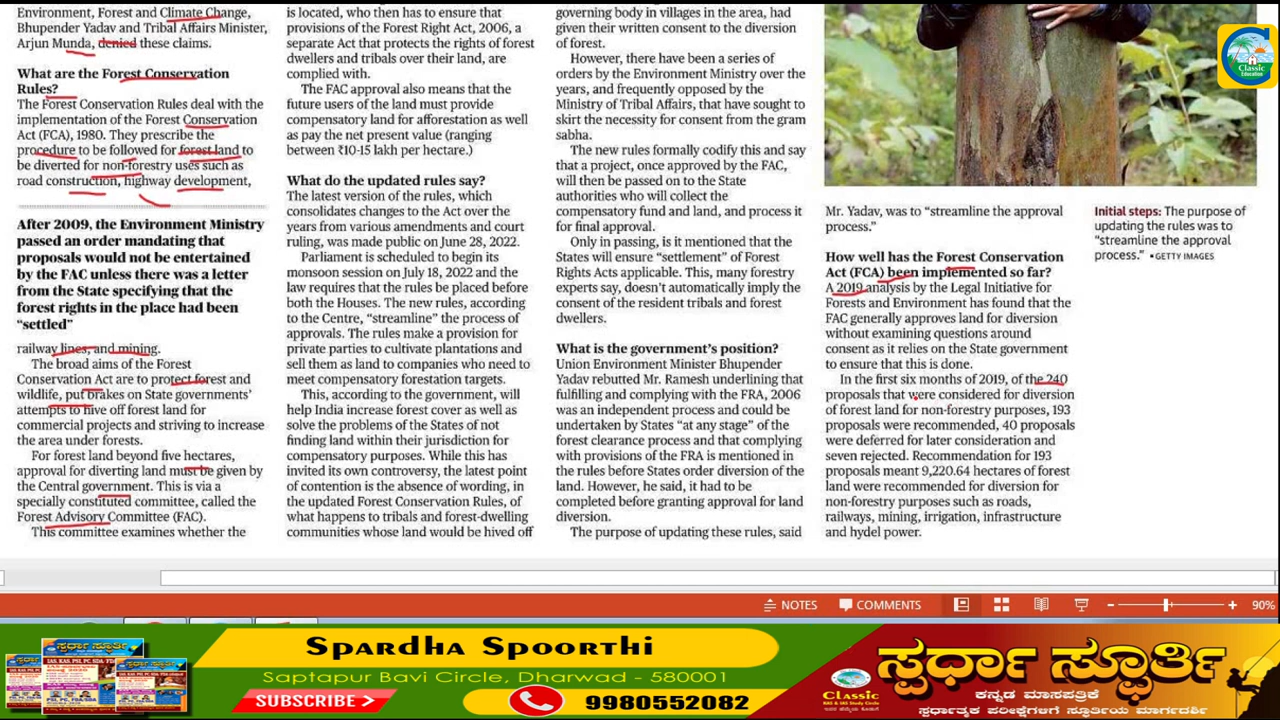 Environment, Forest and Climate Change,
Bhupender Yadav and Tribal Affairs Minister,
Arjun Munda, denied these claims.
What are the Forest Conservation
Rules?
The Forest Conservation Rules deal with the
implementation of the Forest Conservation
Act (FCA), 1980. They prescribe the
procedure to be followed for forest land to
be diverted for non-forestry uses such as
road construction, highway development,
After 2009, the Environment Ministry
passed an order mandating that
proposals would not be entertained
by the FAC unless there was a letter
from the State specifying that the
forest rights in the place had been
“settled”
railway lines, and mining.
The broad aims of the Forest
Conservation Act are to protect forest and
wildlife, put brakes on State governments’
attempts to hive off forest land for
commercial projects and striving to increase
the area under forests.
For forest land beyond five hectares,
approval for diverting land must be given by
the Central government. This is via a
specially constituted committee, called the
Forest Advisory Committee (FAC).
This committee examines whether the
is located, who then has to ensure that
provisions of the Forest Right Act, 2006, a
separate Act that protects the rights of forest
dwellers and tribals over their land, are
complied with.
The FAC approval also means that the
future users of the land must provide
compensatory land for afforestation as well
as pay the net present value (ranging
between ₹10-15 lakh per hectare.)
What do the updated rules say?
The latest version of the rules, which
consolidates changes to the Act over the
years from various amendments and court
ruling, was made public on June 28, 2022.
Parliament is scheduled to begin its
monsoon session on July 18, 2022 and the
law requires that the rules be placed before
both the Houses. The new rules, according
to the Centre, “streamline” the process of
approvals. The rules make a provision for
private parties to cultivate plantations and
sell them as land to companies who need to
meet compensatory forestation targets.
This, according to the government, will
help India increase forest cover as well as
solve the problems of the States of not
finding land within their jurisdiction for
compensatory purposes. While this has
invited its own controversy, the latest point
of contention is the absence of wording, in
the updated Forest Conservation Rules, of
what happens to tribals and forest-dwelling
communities whose land would be hived off
governing body in villages in the area, had
given their written consent to the diversion
of forest.
However, there have been a series of
orders by the Environment Ministry over the
years, and frequently opposed by the
Ministry of Tribal Affairs, that have sought to
skirt the necessity for consent from the gram
sabha.
The new rules formally codify this and say
that a project, once approved by the FAC,
will then be passed on to the State
authorities who will collect the
compensatory fund and land, and process it
for final approval.
Only in passing, is it mentioned that the
States will ensure “settlement” of Forest
Rights Acts applicable. This, many forestry
experts say, doesn’t automatically imply the
consent of the resident tribals and forest
dwellers.
What is the government’s position?
Union Environment Minister Bhupender
Yadav rebutted Mr. Ramesh underlining that
fulfilling and complying with the FRA, 2006
was an independent process and could be
undertaken by States “at any stage” of the
forest clearance process and that complying
with provisions of the FRA is mentioned in
the rules before States order diversion of the
land. However, he said, it had to be
completed before granting approval for land
diversion.
The purpose of updating these rules, said
Mr. Yadav, was to “streamline the approval
process.”
How well has the Forest Conservation
Act (FCA) been implemented so far?
A 2019 analysis by the Legal Initiative for
Forests and Environment has found that the
FAC generally approves land for diversion
without examining questions around
consent as it relies on the State government
to ensure that this is done.
In the first six months of 2019, of the 240
proposals that were considered for diversion
of forest land for non-forestry purposes, 193
proposals were recommended, 40 proposals
were deferred for later consideration and
seven rejected. Recommendation for 193
proposals meant 9,220.64 hectares of forest
land were recommended for diversion for
non-forestry purposes such as roads,
railways, mining, irrigation, infrastructure
and hydel power.
Initial steps: The purpose of
updating the rules was to
“streamline the approval
process.” • GETTY IMAGES
Classic
Education
NOTES
COMMENTS
90%
Spardha Spoorthi
Saptapur Bavi Circle, Dharwad - 580001
SUBSCRIBE >
9980552082
ಸ್ಪರ್ಧಾ ಸ್ಫೂರ್ತಿ
Classic
IAS & KAS Study Circle
ಕನ್ನಡ ಮಾಸಪತ್ರಿಕೆ
ಸ್ಪರ್ಧಾತ್ಮಕ ಪರೀಕ್ಷೆಗಳಿಗೆ ಸ್ಫೂರ್ತಿಯ ಮಾರ್ಗದರ್ಶಿ